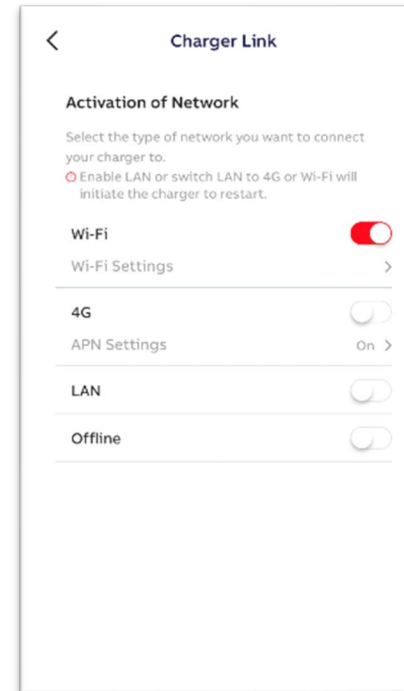 Charger Link
Activation of Network
Select the type of network you want to connect
your charger to.
Enable LAN or switch LAN to 4G or Wi-Fi will
initiate the charger to restart.
Wi-Fi
Wi-Fi Settings
4G
APN Settings On
LAN
Offline